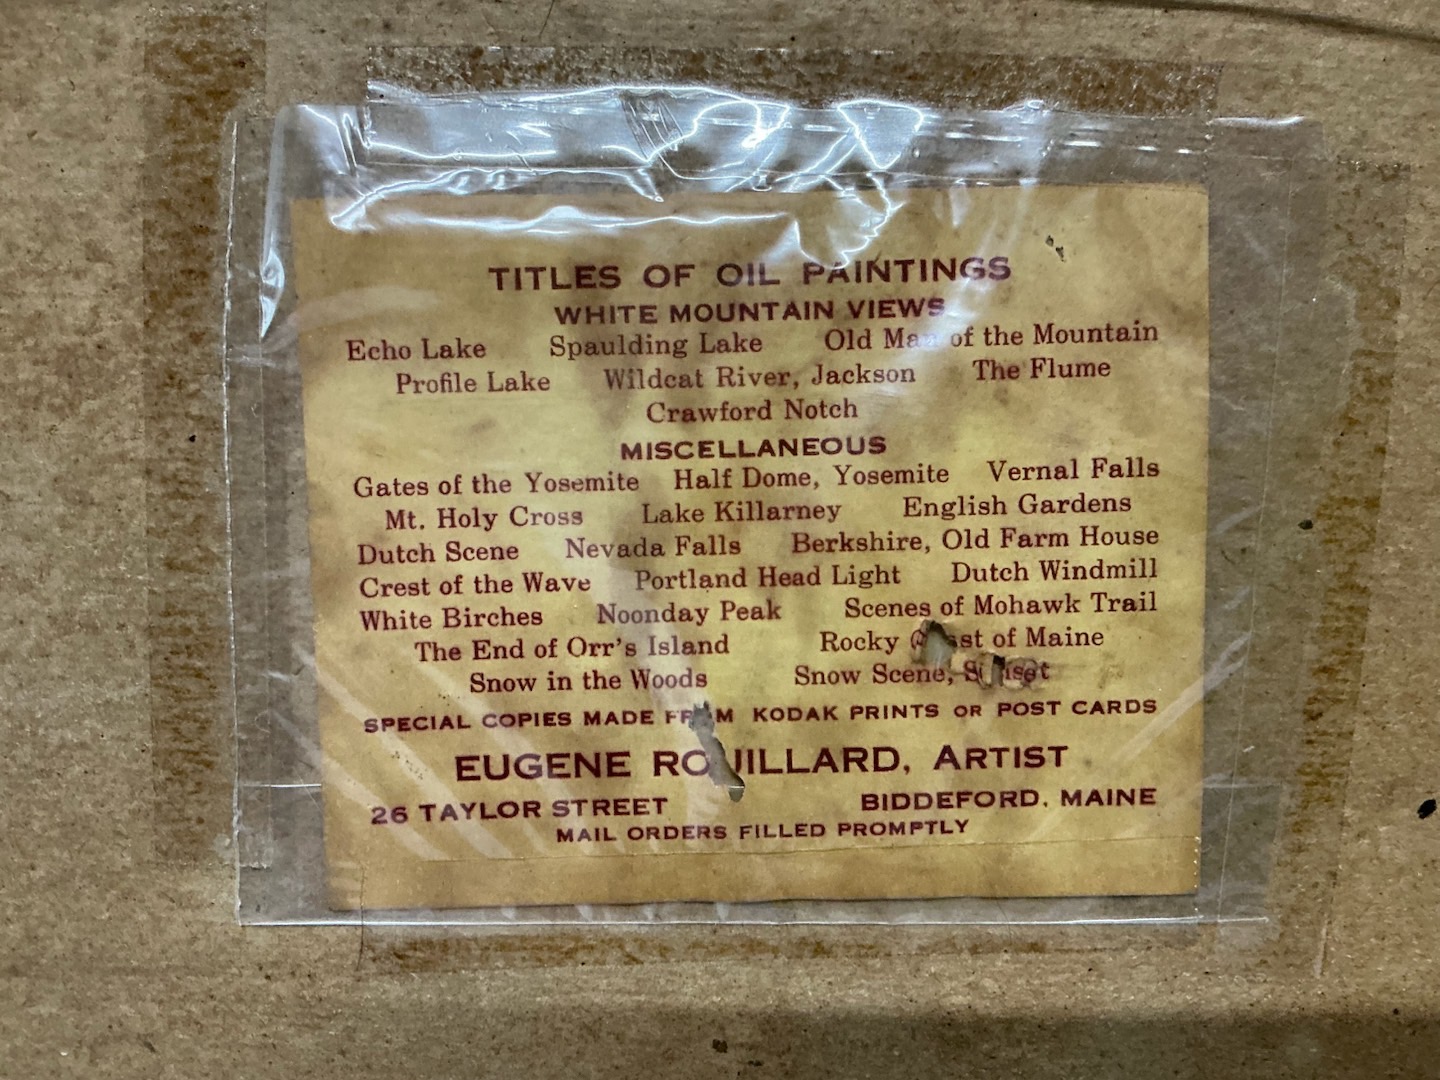 TITLES OF OIL PAINTINGS
WHITE MOUNTAIN VIEWS
Echo Lake Spaulding Lake Old Man of the Mountain
Profile Lake Wildcat River, Jackson The Flume
Crawford Notch
MISCELLANEOUS
Gates of the Yosemite Half Dome, Yosemite Vernal Falls
Mt. Holy Cross Lake Killarney English Gardens
Dutch Scene Nevada Falls Berkshire, Old Farm House
Crest of the Wave Portland Head Light Dutch Windmill
White Birches Noonday Peak Scenes of Mohawk Trail
The End of Orr's Island Rocky Coast of Maine
Snow in the Woods Snow Scene, Sunset
SPECIAL COPIES MADE FROM KODAK PRINTS OR POST CARDS
EUGENE ROUILLARD, ARTIST
26 TAYLOR STREET BIDDEFORD, MAINE
MAIL ORDERS FILLED PROMPTLY